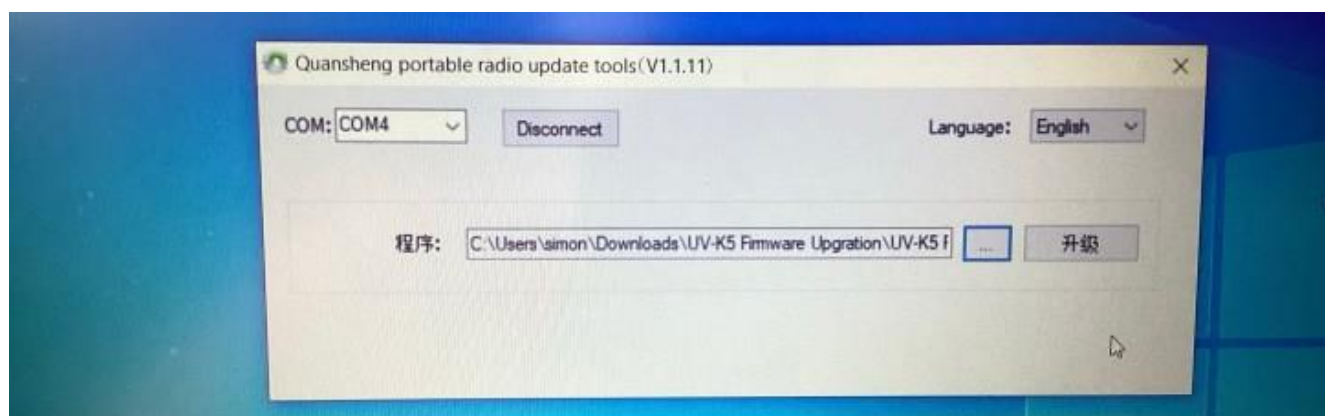 Quansheng portable radio update tools(V1.1.11)
COM: COM4 Disconnect Language: English
程序: C:\Users\simon\Downloads\UV-K5 Firmware Upgration\UV-K5 F ... 升级